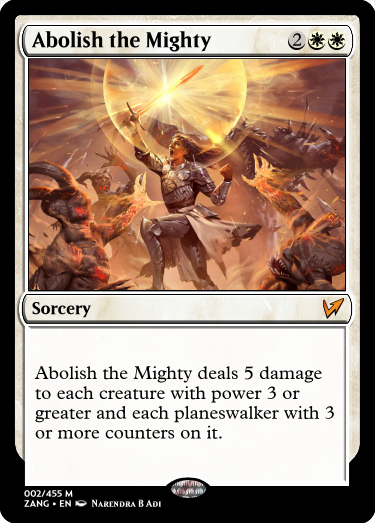 Abolish the Mighty 2
Sorcery
Abolish the Mighty deals 5 damage
to each creature with power 3 or
greater and each planeswalker with 3
or more counters on it.
002/455 M
ZANG • EN Narendra B Adi